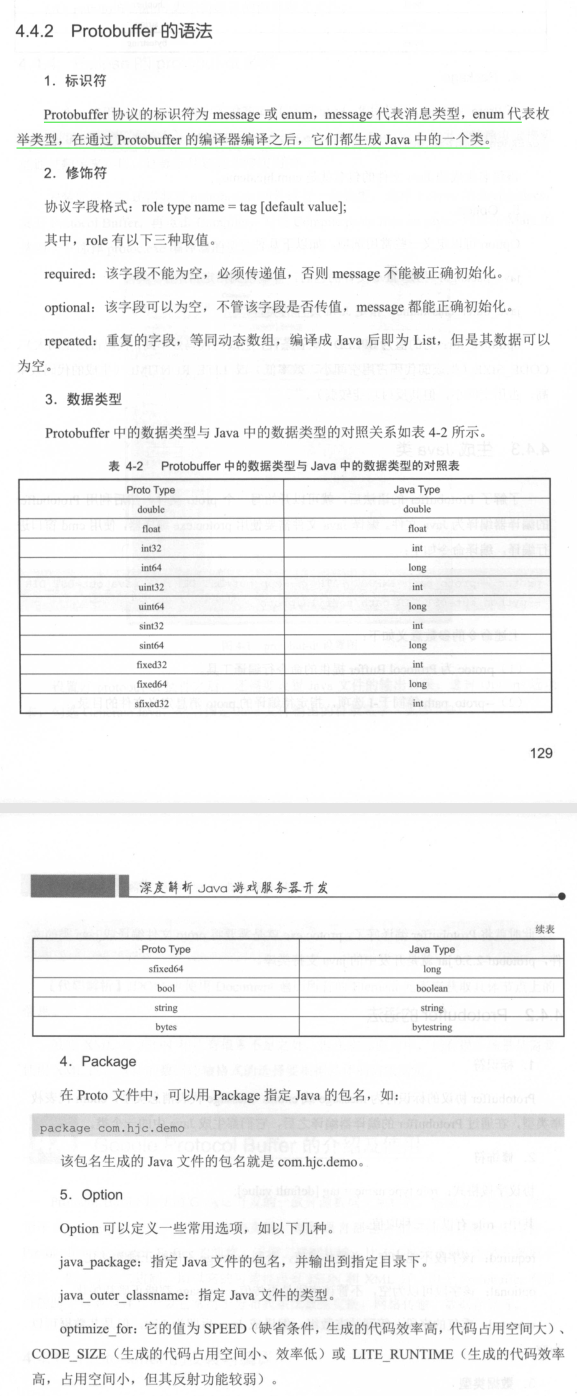 4.4.2 Protobuffer 的语法
1．标识符
Protobuffer 协议的标识符为 message 或 enum，message 代表消息类型，enum 代表枚
举类型，在通过 Protobuffer 的编译器编译之后，它们都生成 Java 中的一个类。
2．修饰符
协议字段格式：role type name = tag [default value];
其中，role 有以下三种取值。
required：该字段不能为空，必须传递值，否则 message 不能被正确初始化。
optional：该字段可以为空，不管该字段是否传值，message 都能正确初始化。
repeated：重复的字段，等同动态数组，编译成 Java 后即为 List，但是其数据可以
为空。
3．数据类型
Protobuffer 中的数据类型与 Java 中的数据类型的对照关系如表 4-2 所示。
表 4-2 Protobuffer 中的数据类型与 Java 中的数据类型的对照表
Proto Type Java Type
double double
float float
int32 int
int64 long
uint32 int
uint64 long
sint32 int
sint64 long
fixed32 int
fixed64 long
sfixed32 int
129
深度解析 Java 游戏服务器开发
续表
Proto Type Java Type
sfixed64 long
bool boolean
string string
bytes bytestring
4．Package
在 Proto 文件中，可以用 Package 指定 Java 的包名，如：
package com.hjc.demo
该包名生成的 Java 文件的包名就是 com.hjc.demo。
5．Option
Option 可以定义一些常用选项，如以下几种。
java_package：指定 Java 文件的包名，并输出到指定目录下。
java_outer_classname：指定 Java 文件的类型。
optimize_for：它的值为 SPEED（缺省条件，生成的代码效率高，代码占用空间大）、
CODE_SIZE（生成的代码占用空间小、效率低）或 LITE_RUNTIME（生成的代码效率
高，占用空间小，但其反射功能较弱）。